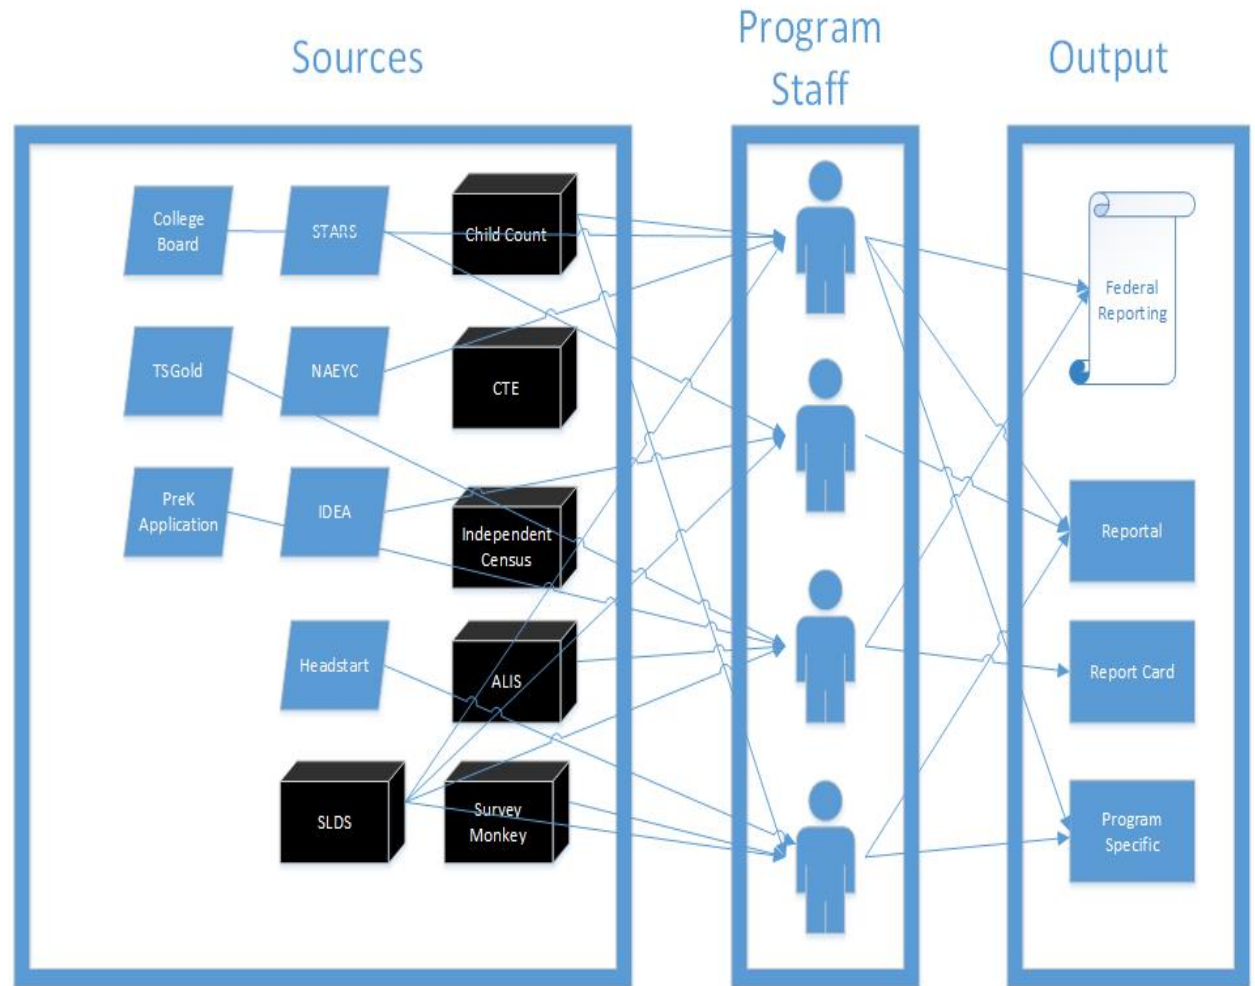 Sources
Program
Staff
Output
College
Board
STARS
Child Count
TSGold
NAEYC
CTE
PreK
Application
IDEA
Independent
Census
Headstart
ALIS
SLDS
Survey
Monkey
Federal
Reporting
Reportal
Report Card
Program
Specific